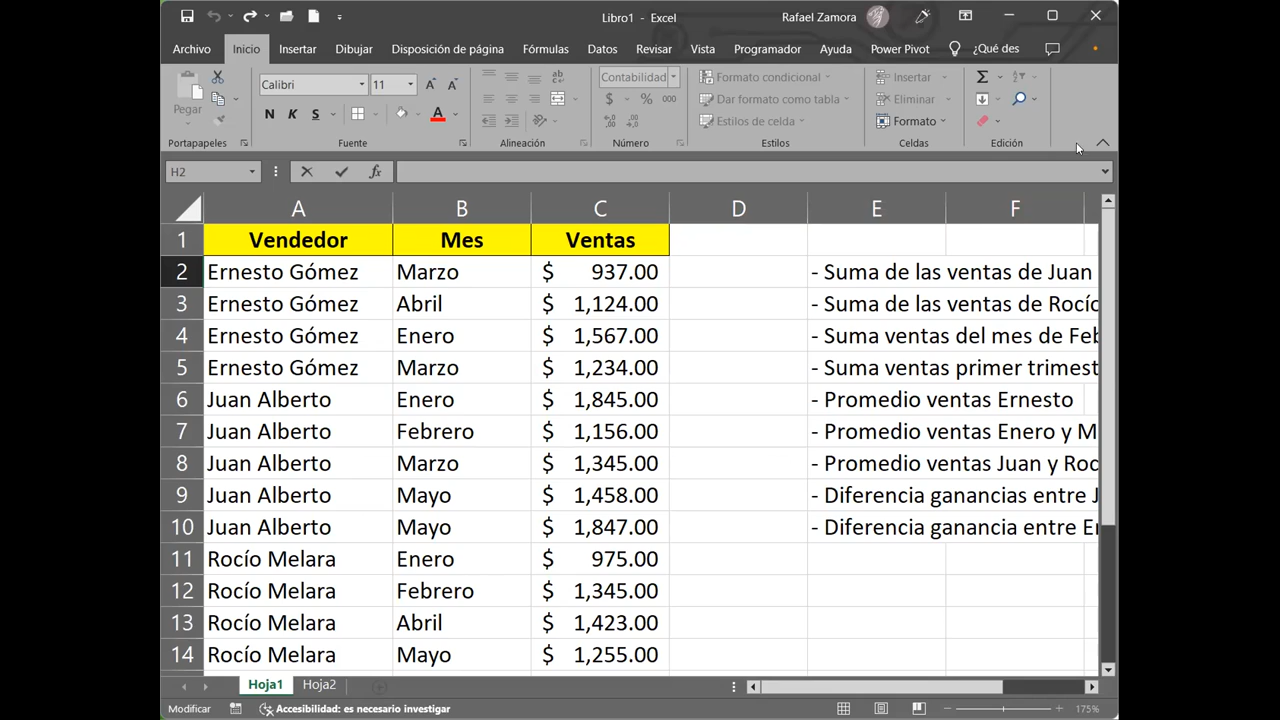 Libro1 - Excel
Rafael Zamora
Archivo Inicio Insertar Dibujar Disposición de página Fórmulas Datos Revisar Vista Programador Ayuda Power Pivot ¿Qué des
Pegar
Portapapeles
Calibri 11
N K S
Fuente
Alineación
Contabilidad
$ % 000
Número
Formato condicional
Dar formato como tabla
Estilos de celda
Estilos
Insertar
Eliminar
Formato
Celdas
Edición
H2 fx
A B C D E F
1 Vendedor Mes Ventas
2 Ernesto Gómez Marzo $ 937.00 - Suma de las ventas de Juan
3 Ernesto Gómez Abril $ 1,124.00 - Suma de las ventas de Rocío
4 Ernesto Gómez Enero $ 1,567.00 - Suma ventas del mes de Feb
5 Ernesto Gómez Marzo $ 1,234.00 - Suma ventas primer trimest
6 Juan Alberto Enero $ 1,845.00 - Promedio ventas Ernesto
7 Juan Alberto Febrero $ 1,156.00 - Promedio ventas Enero y M
8 Juan Alberto Marzo $ 1,345.00 - Promedio ventas Juan y Roc
9 Juan Alberto Mayo $ 1,458.00 - Diferencia ganancias entre J
10 Juan Alberto Mayo $ 1,847.00 - Diferencia ganancia entre Er
11 Rocío Melara Enero $ 975.00
12 Rocío Melara Febrero $ 1,345.00
13 Rocío Melara Abril $ 1,423.00
14 Rocío Melara Mayo $ 1,255.00
Hoja1 Hoja2
Modificar Accesibilidad: es necesario investigar 175%